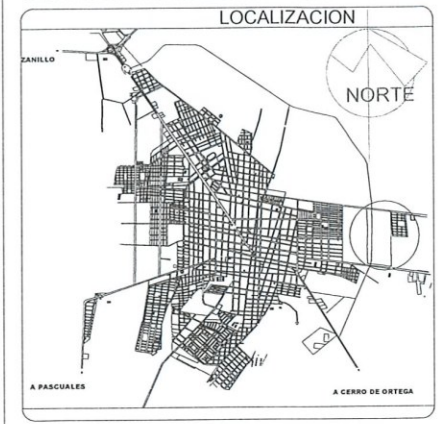 LOCALIZACION
ZANILLO
NORTE
A PASCUALES
A CERRO DE ORTEGA